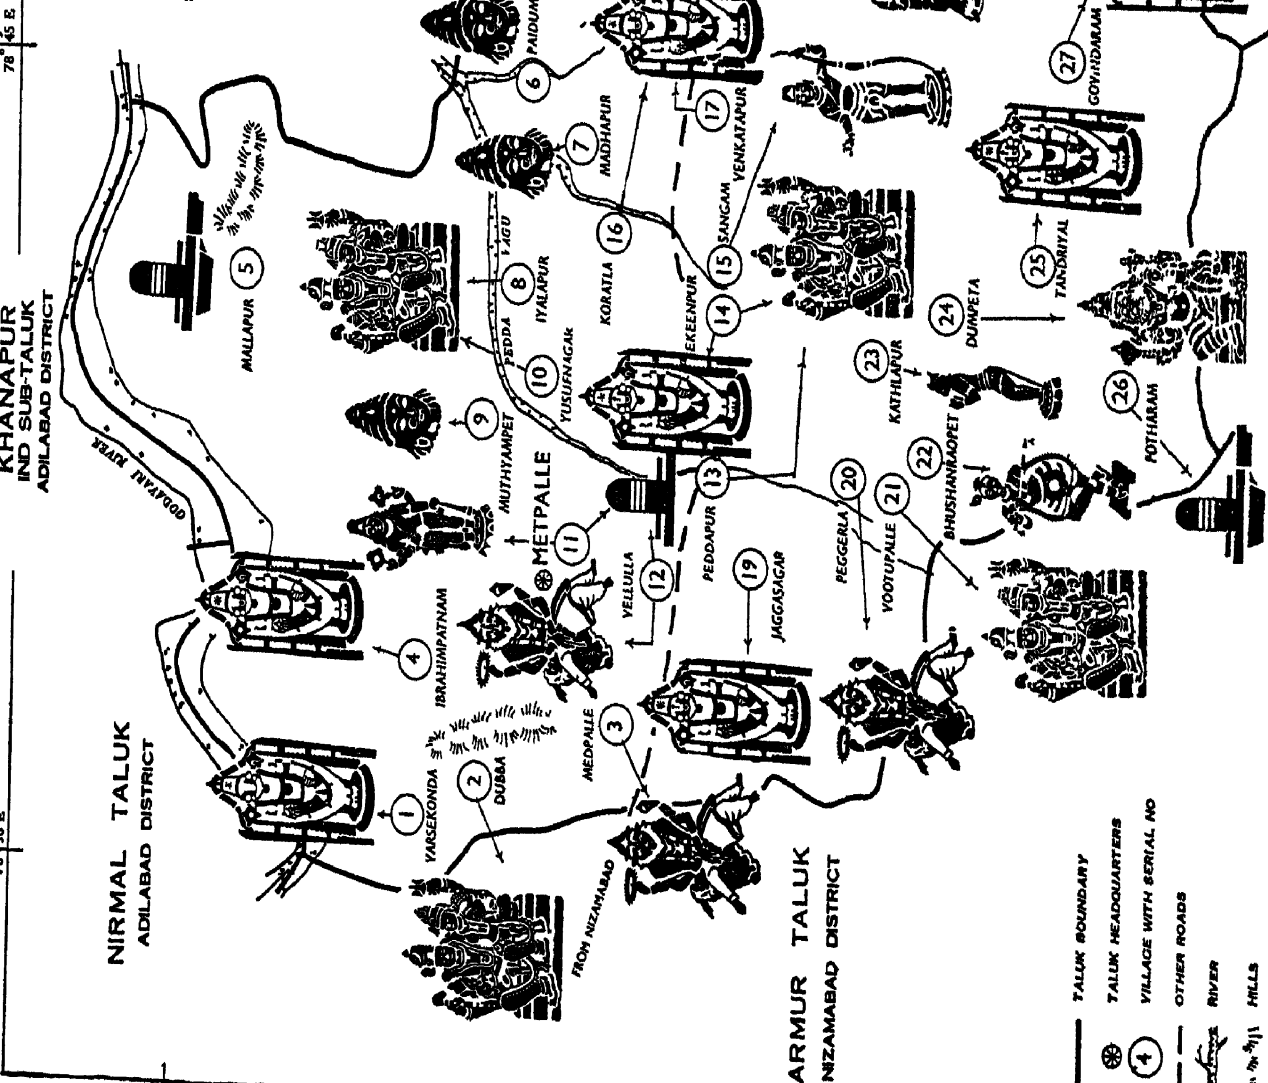 78° 45' E
KHANAPUR
IND SUB-TALUK
ADILABAD DISTRICT
NIRMAL TALUK
ADILABAD DISTRICT
GODAVARI RIVER
1
YARSEKONDA
2
DUBBA
3
MEDPALLE
4
IBRAHIMPATNAM
5
MALLAPUR
6
PAIDUM
7
MADHAPUR
8
IYALAPUR
PEDDA VAGU
9
MUTHYAMPET
10
YUSUFNAGAR
11
METPALLE
12
YELLULLA
13
PEDDAPUR
14
EKEENPUR
15
SANGAM
16
KORATLA
17
VENKATAPUR
19
JAGGASAGAR
20
PEGGERLA
21
VOOTUPALLE
22
BHUSHANRAOPET
23
KATHLAPUR
24
DUMPETA
25
TANDRIYAL
26
POTHARAM
27
GOVINDARAM
FROM NIZAMABAD
ARMUR TALUK
NIZAMABAD DISTRICT
TALUK BOUNDARY
TALUK HEADQUARTERS
4 VILLAGE WITH SERIAL NO
OTHER ROADS
RIVER
HILLS